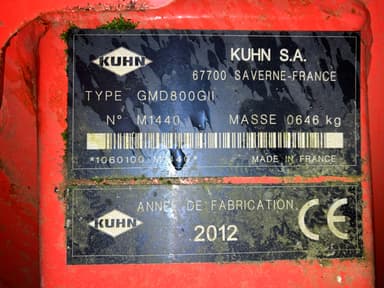 KUHN
KUHN S.A.
67700 SAVERNE-FRANCE
TYPE GMD800GII
N° M1440 MASSE 0646 kg
*1060100 MADE IN FRANCE
KUHN
ANNEE DE FABRICATION
2012
CE